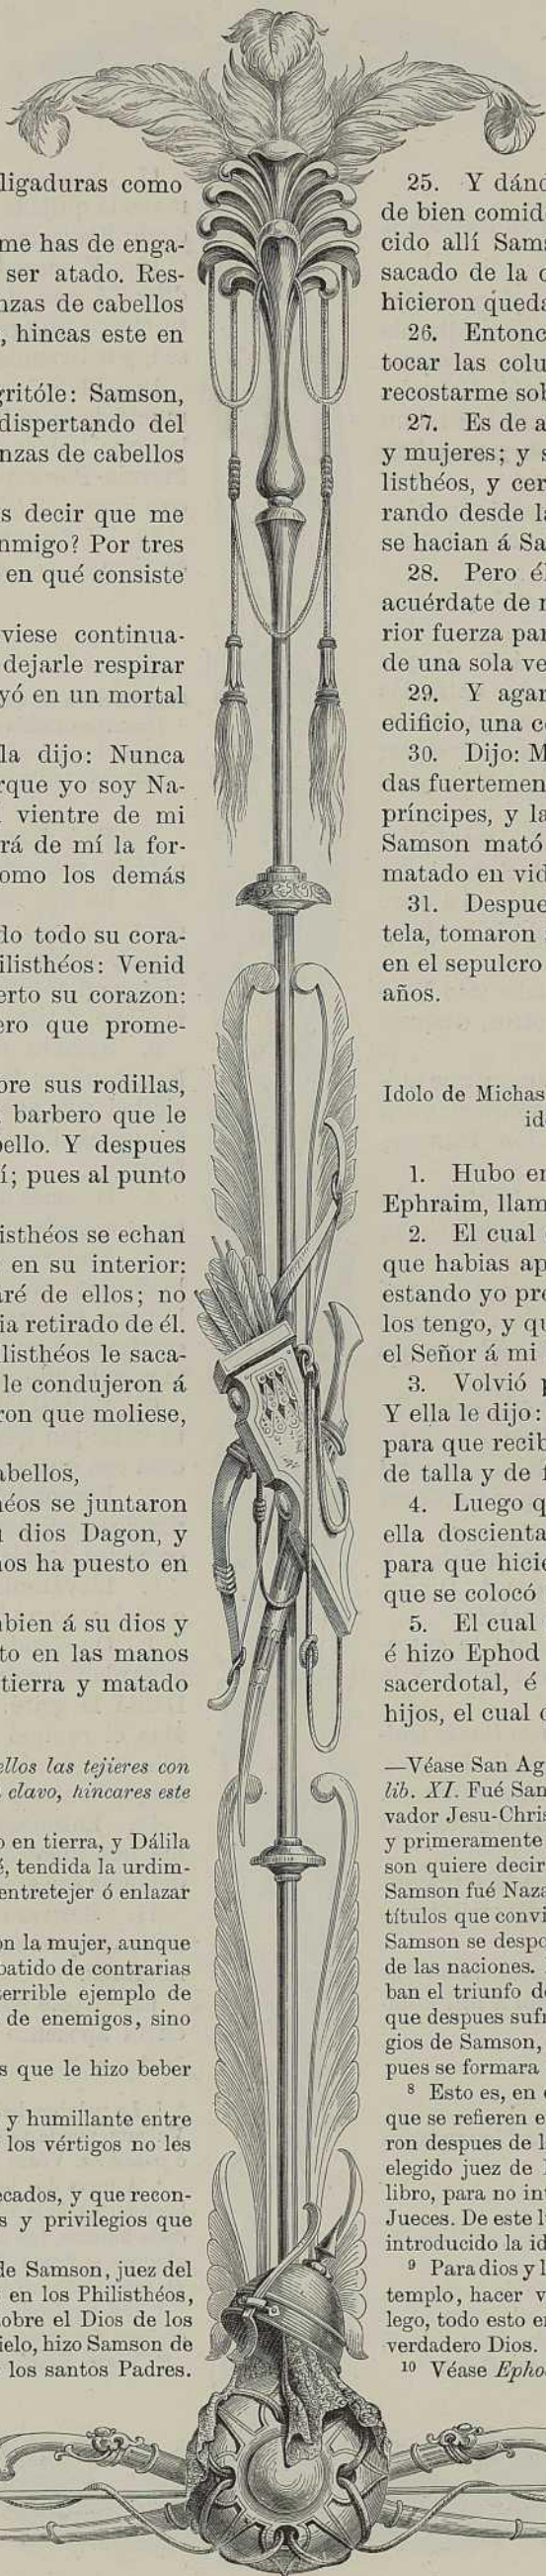 ligaduras como
me has de enga-
ser atado. Res-
nzas de cabellos
, hincas este en
gritóle: Samson,
dispertando del
nzas de cabellos
s decir que me
nmigo? Por tres
en qué consiste
viese continua-
dejarle respirar
yó en un mortal
la dijo: Nunca
rque yo soy Na-
vientre de mi
rá de mí la for-
omo los demás
do todo su cora-
ilisthéos: Venid
erto su corazon:
ero que prome-
bre sus rodillas,
barbero que le
bello. Y despues
í; pues al punto
isthéos se echan
en su interior:
aré de ellos; no
ia retirado de él.
listhéos le saca-
le condujeron á
ron que moliese,
abellos,
héos se juntaron
dios Dagon, y
nos ha puesto en
mbien á su dios y
to en las manos
tierra y matado
ellos las tejieres con
clavo, hincares este
o en tierra, y Dálila
é, tendida la urdim-
entretejer ó enlazar
on la mujer, aunque
batido de contrarias
terrible ejemplo de
de enemigos, sino
s que le hizo beber
y humillante entre
los vértigos no les
ecados, y que recon-
s y privilegios que
de Samson, juez del
en los Philisthéos,
obre el Dios de los
ielo, hizo Samson de
los santos Padres.
25. Y dánd
de bien comid
cido allí Sams
sacado de la c
hicieron queda
26. Entonc
tocar las colu
recostarme sol
27. Es de a
y mujeres; y s
listhéos, y cer
rando desde la
se hacian á Sa
28. Pero él
acuérdate de m
rior fuerza par
de una sola ve
29. Y agar
edificio, una c
30. Dijo: M
das fuertemen
príncipes, y la
Samson mató
matado en vid
31. Despue
tela, tomaron
en el sepulcro
años.
Idolo de Michas
id
1. Hubo en
Ephraim, llam
2. El cual
que habias ap
estando yo pre
los tengo, y qu
el Señor á mi
3. Volvió p
Y ella le dijo:
para que recib
de talla y de f
4. Luego q
ella doscienta
para que hicie
que se colocó
5. El cual
é hizo Ephod
sacerdotal, é
hijos, el cual c
—Véase San Ag
lib. XI. Fué San
vador Jesu-Chris
y primeramente
son quiere decir
Samson fué Naza
títulos que convi
Samson se despo
de las naciones.
ban el triunfo de
que despues sufr
gios de Samson,
pues se formara
8 Esto es, en e
que se refieren e
ron despues de l
elegido juez de
libro, para no in
Jueces. De este l
introducido la id
9 Para dios y l
templo, hacer v
lego, todo esto en
verdadero Dios.
10 Véase Epho